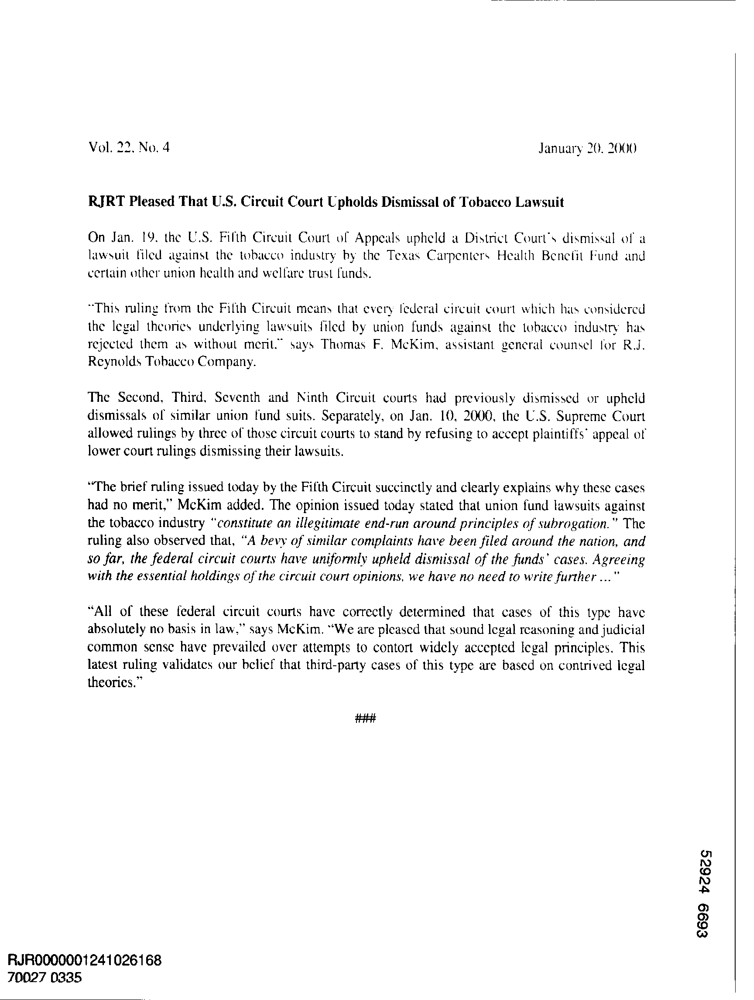 Vol. 22, No. 4
January 20, 2000
RJRT Pleased That U.S. Circuit Court Upholds Dismissal of Tobacco Lawsuit
On Jan. 19, the U.S. Fifth Circuit Court of Appeals upheld a District Court's dismissal of a
lawsuit filed against the tobacco industry by the Texas Carpenters Health Benefit Fund and
certain other union health and welfare trust funds.
"This ruling from the Fifth Circuit means that every federal circuit court which has considered
the legal theories underlying lawsuits filed by union funds against the tobacco industry has
rejected them as without merit," says Thomas F. McKim, assistant general counsel for R.J.
Reynolds Tobacco Company.
The Second, Third, Seventh and Ninth Circuit courts had previously dismissed or upheld
dismissals of similar union fund suits. Separately, on Jan. 10, 2000, the U.S. Supreme Court
allowed rulings by three of those circuit courts to stand by refusing to accept plaintiffs' appeal of
lower court rulings dismissing their lawsuits.
"The brief ruling issued today by the Fifth Circuit succinctly and clearly explains why these cases
had no merit," McKim added. The opinion issued today stated that union fund lawsuits against
the tobacco industry "constitute an illegitimate end-run around principles of subrogation." The
ruling also observed that, "A bevy of similar complaints have been filed around the nation, and
so far, the federal circuit courts have uniformly upheld dismissal of the funds' cases. Agreeing
with the essential holdings of the circuit court opinions, we have no need to write further ... "
"All of these federal circuit courts have correctly determined that cases of this type have
absolutely no basis in law," says McKim. "We are pleased that sound legal reasoning and judicial
common sense have prevailed over attempts to contort widely accepted legal principles. This
latest ruling validates our belief that third-party cases of this type are based on contrived legal
theories."
###
52924 6693
RJR0000001241026168
70027 0335